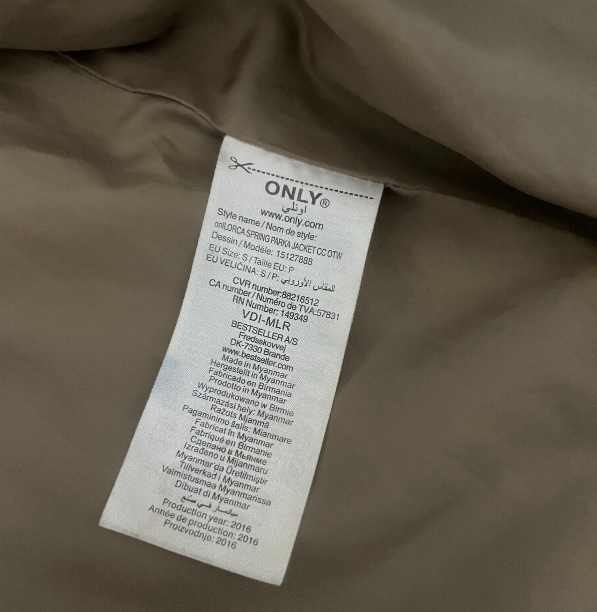 ONLY®
اونلي
www.only.com
Style name / Nom de style:
onlLORCA SPRING PARKA JACKET CC OTW
Dessin / Modèle: 15127888
EU Size: S / Taille EU: P
EU VELIČINA: S / P: المقاس الأوروبي
CVR number:88216512
CA number / Numéro de TVA:57831
RN Number: 149349
VDI-MLR
BESTSELLER A/S
Fredskovvej
DK-7330 Brande
www.bestseller.com
Made in Myanmar
Hergestellt in Myanmar
Fabricado en Birmania
Prodotto in Birmania
Wyprodukowano w Birmie
Származási hely: Myanmar
Ražots Mjanmā
Pagaminimo šalis: Mianmare
Fabricat în Myanmar
Fabriqué en Birmanie
Сделано в Мьянме
Izrađeno u Mijanmaru
Myanmar'da Üretilmiştir
Tillverkad i Myanmar
Valmistusmaa Myanmarissa
Dibuat di Myanmar
صنع في ميانمار
Production year: 2016
Année de production: 2016
Proizvodnje: 2016